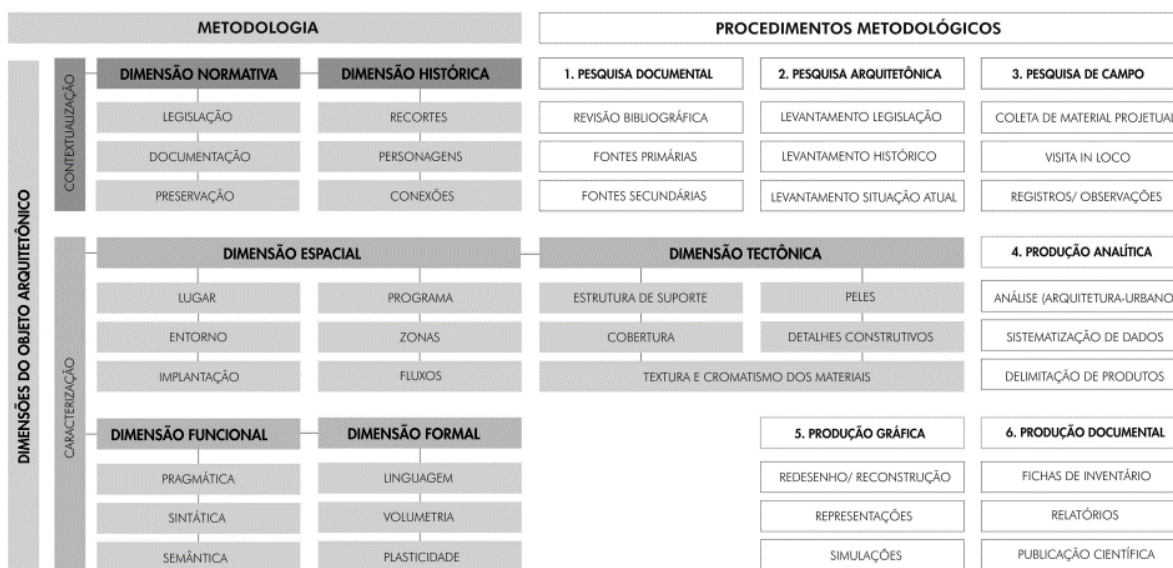 METODOLOGIA
PROCEDIMENTOS METODOLÓGICOS
DIMENSÕES DO OBJETO ARQUITETÔNICO
CONTEXTUALIZAÇÃO
DIMENSÃO NORMATIVA
LEGISLAÇÃO
DOCUMENTAÇÃO
PRESERVAÇÃO
DIMENSÃO HISTÓRICA
RECORTES
PERSONAGENS
CONEXÕES
1. PESQUISA DOCUMENTAL
REVISÃO BIBLIOGRÁFICA
FONTES PRIMÁRIAS
FONTES SECUNDÁRIAS
2. PESQUISA ARQUITETÔNICA
LEVANTAMENTO LEGISLAÇÃO
LEVANTAMENTO HISTÓRICO
LEVANTAMENTO SITUAÇÃO ATUAL
3. PESQUISA DE CAMPO
COLETA DE MATERIAL PROJETUAL
VISITA IN LOCO
REGISTROS/ OBSERVAÇÕES
CARACTERIZAÇÃO
DIMENSÃO ESPACIAL
LUGAR
ENTORNO
IMPLANTAÇÃO
PROGRAMA
ZONAS
FLUXOS
DIMENSÃO TECTÔNICA
ESTRUTURA DE SUPORTE
COBERTURA
PELES
DETALHES CONSTRUTIVOS
TEXTURA E CROMATISMO DOS MATERIAIS
4. PRODUÇÃO ANALÍTICA
ANÁLISE (ARQUITETURA-URBANO
SISTEMATIZAÇÃO DE DADOS
DELIMITAÇÃO DE PRODUTOS
DIMENSÃO FUNCIONAL
PRAGMÁTICA
SINTÁTICA
SEMÂNTICA
DIMENSÃO FORMAL
LINGUAGEM
VOLUMETRIA
PLASTICIDADE
5. PRODUÇÃO GRÁFICA
REDESENHO/ RECONSTRUÇÃO
REPRESENTAÇÕES
SIMULAÇÕES
6. PRODUÇÃO DOCUMENTAL
FICHAS DE INVENTÁRIO
RELATÓRIOS
PUBLICAÇÃO CIENTÍFICA